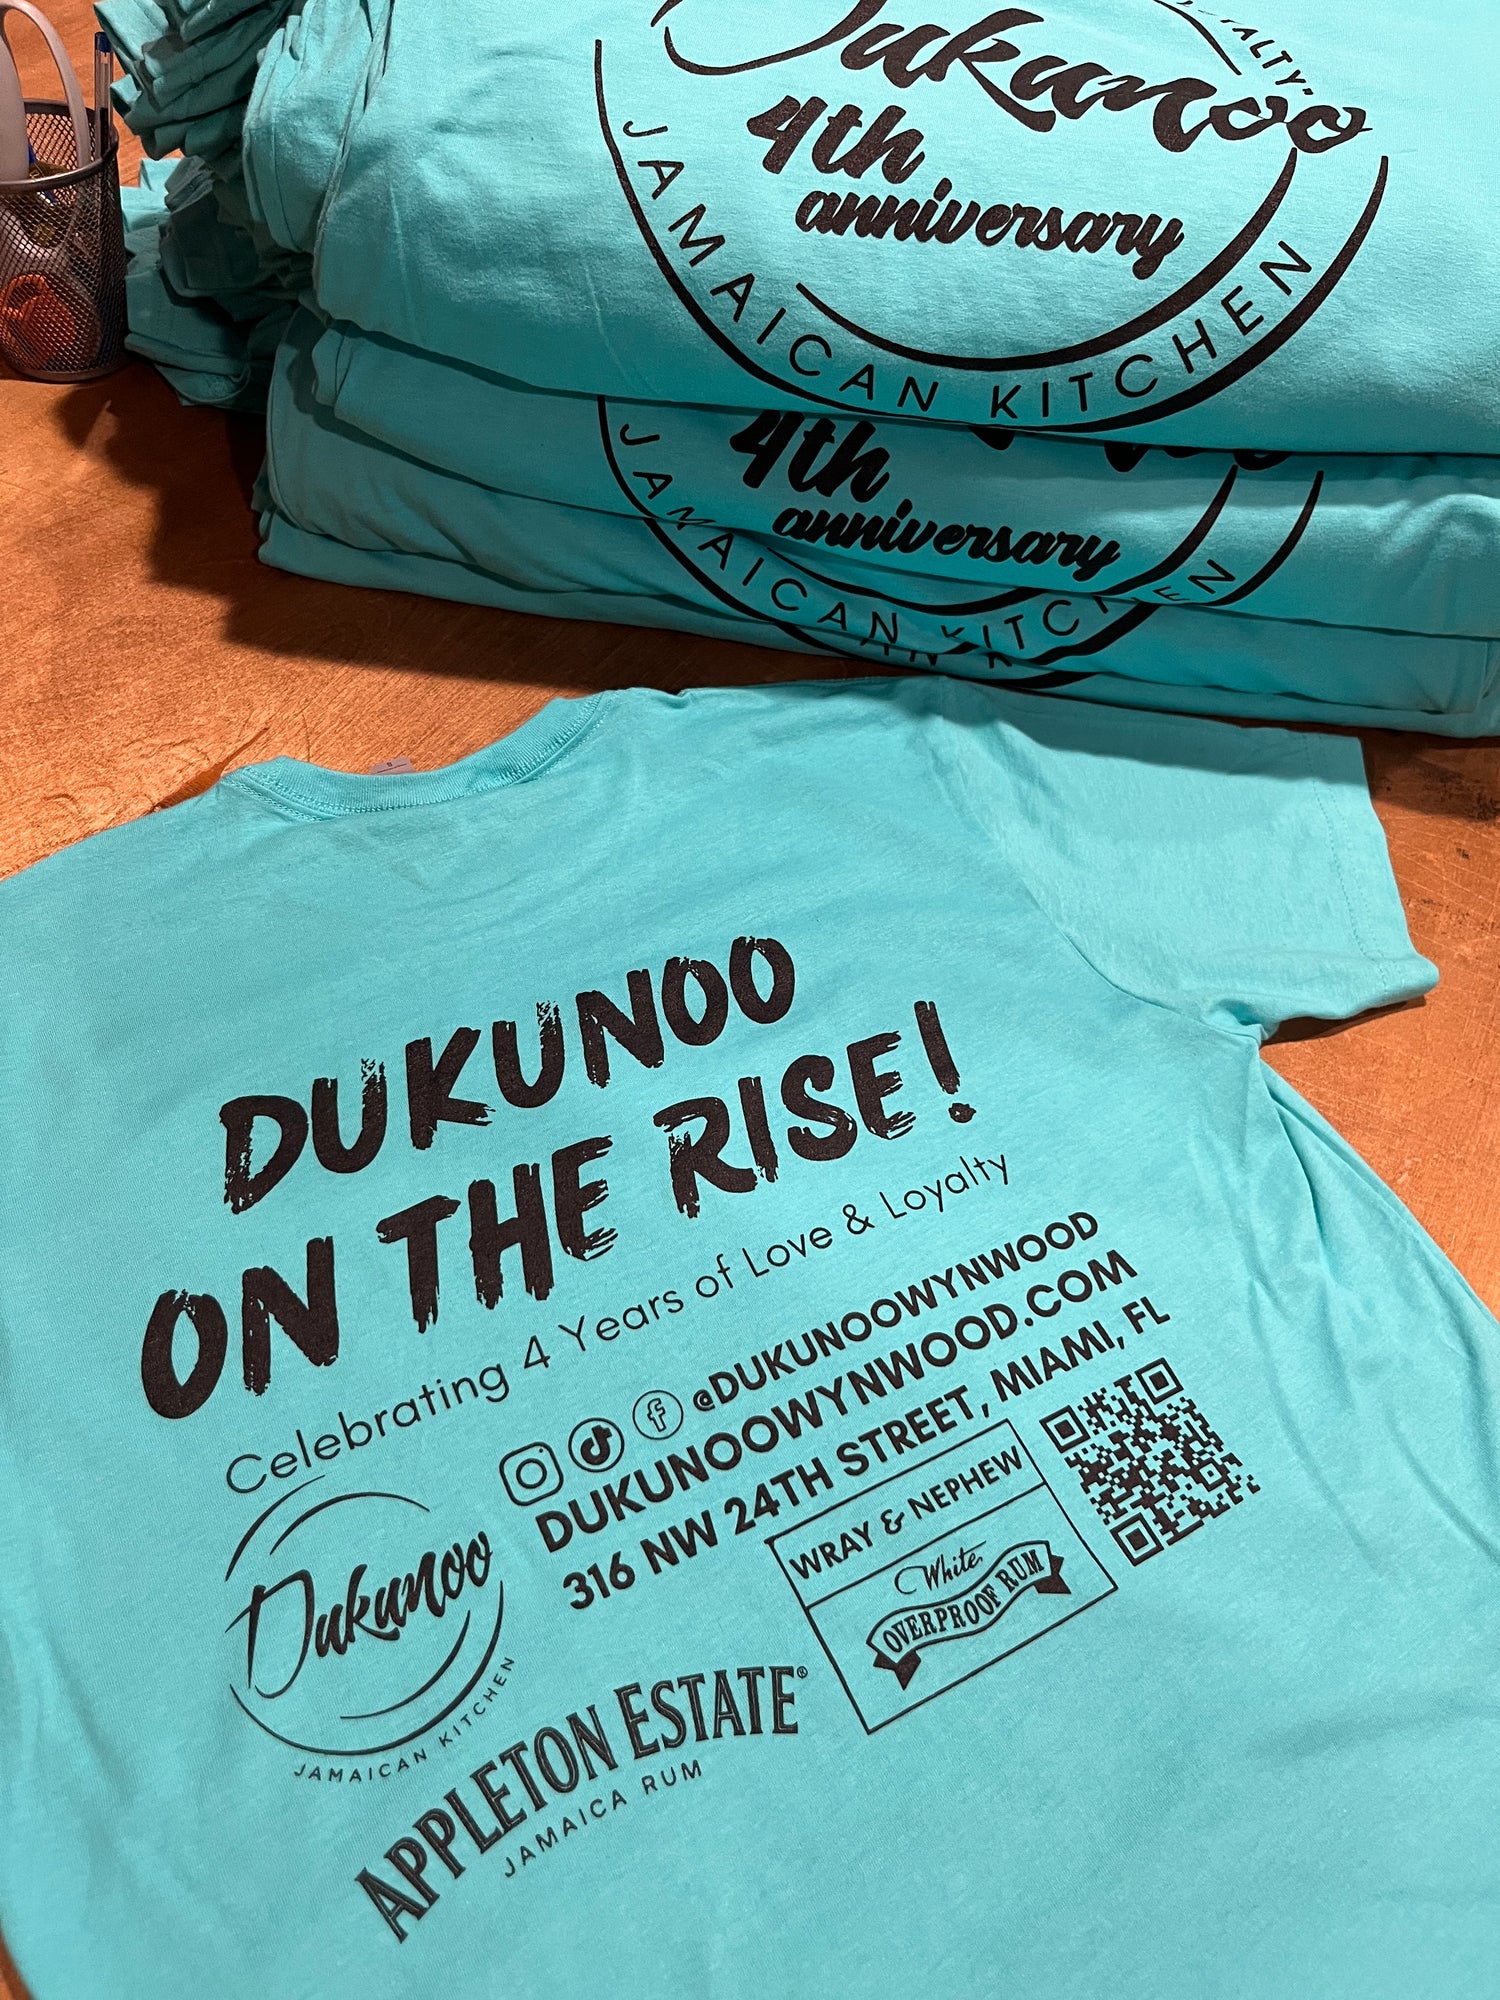 ALTY.
Dukunoo
4th
anniversary
JAMAICAN KITCHEN
4th
anniversary
JAMAICAN KITCHEN
DUKUNOO
ON THE RISE!
Celebrating 4 Years of Love & Loyalty
@DUKUNOOWYNWOOD
DUKUNOOWYNWOOD.COM
316 NW 24TH STREET, MIAMI, FL
Dukunoo
JAMAICAN KITCHEN
WRAY & NEPHEW
White
OVERPROOF RUM
APPLETON ESTATE®
JAMAICA RUM